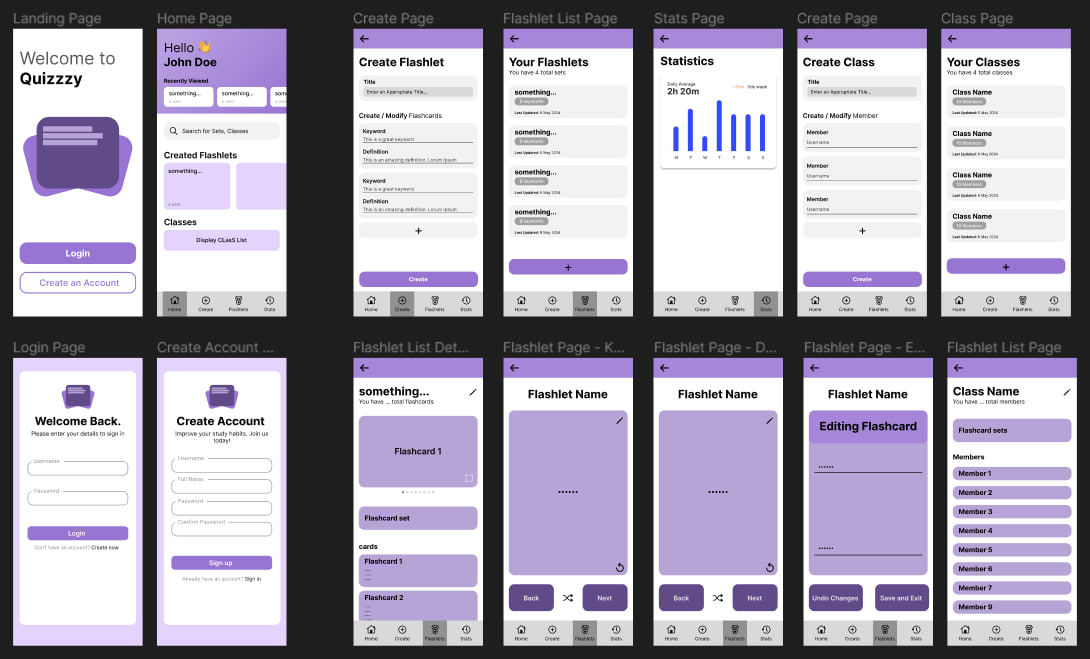 Landing Page
Welcome to
Quizzzy
Login
Create an Account
Home Page
Hello 👋
John Doe
Recently Viewed
something...
something...
som
Search for Sets, Classes
Created Flashlets
something...
Classes
Display CLasS List
Home
Create
Flashlets
Stats
Create Page
Create Flashlet
Title
Enter an Appropriate Title...
Create / Modify Flashcards
Keyword
This is a great keyword
Definition
This is an amazing definition. Lorum Ipsum
Keyword
This is a great keyword
Definition
This is an amazing definition. Lorum Ipsum
+
Create
Home
Create
Flashlets
Stats
Flashlet List Page
Your Flashlets
You have 4 total sets
something...
2 keywords
Last Updated: 6 May 2024
something...
2 keywords
Last Updated: 6 May 2024
something...
2 keywords
Last Updated: 6 May 2024
something...
2 keywords
Last Updated: 6 May 2024
+
Home
Create
Flashlets
Stats
Stats Page
Statistics
Daily Average
2h 20m
this week
M T W T F S S
Home
Create
Flashlets
Stats
Create Page
Create Class
Title
Enter an Appropriate Title...
Create / Modify Member
Member
Username
Member
Username
Member
Username
+
Create
Home
Create
Flashlets
Stats
Class Page
Your Classes
You have 4 total classes
Class Name
10 Members
Last Updated: 6 May 2024
Class Name
10 Members
Last Updated: 6 May 2024
Class Name
10 Members
Last Updated: 6 May 2024
Class Name
10 Members
Last Updated: 6 May 2024
+
Home
Create
Flashlets
Stats
Login Page
Welcome Back.
Please enter your details to sign in
Username
Password
Login
Don't have an account? Create now
Create Account ...
Create Account
Improve your study habits. Join us
today!
Username
Full Name
Password
Confirm Password
Sign up
Already have an account? Sign in
Flashlet List Det...
something...
You have ... total flashcards
Flashcard 1
Flashcard set
cards
Flashcard 1
Flashcard 2
Home
Create
Flashlets
Stats
Flashlet Page - K...
Flashlet Name
......
Back
Next
Home
Create
Flashlets
Stats
Flashlet Page - D...
Flashlet Name
......
Back
Next
Home
Create
Flashlets
Stats
Flashlet Page - E...
Flashlet Name
Editing Flashcard
......
......
Undo Changes
Save and Exit
Home
Create
Flashlets
Stats
Flashlet List Page
Class Name
You have ... total members
Flashcard sets
Members
Member 1
Member 2
Member 3
Member 4
Member 5
Member 6
Member 7
Member 9
Home
Create
Flashlets
Stats